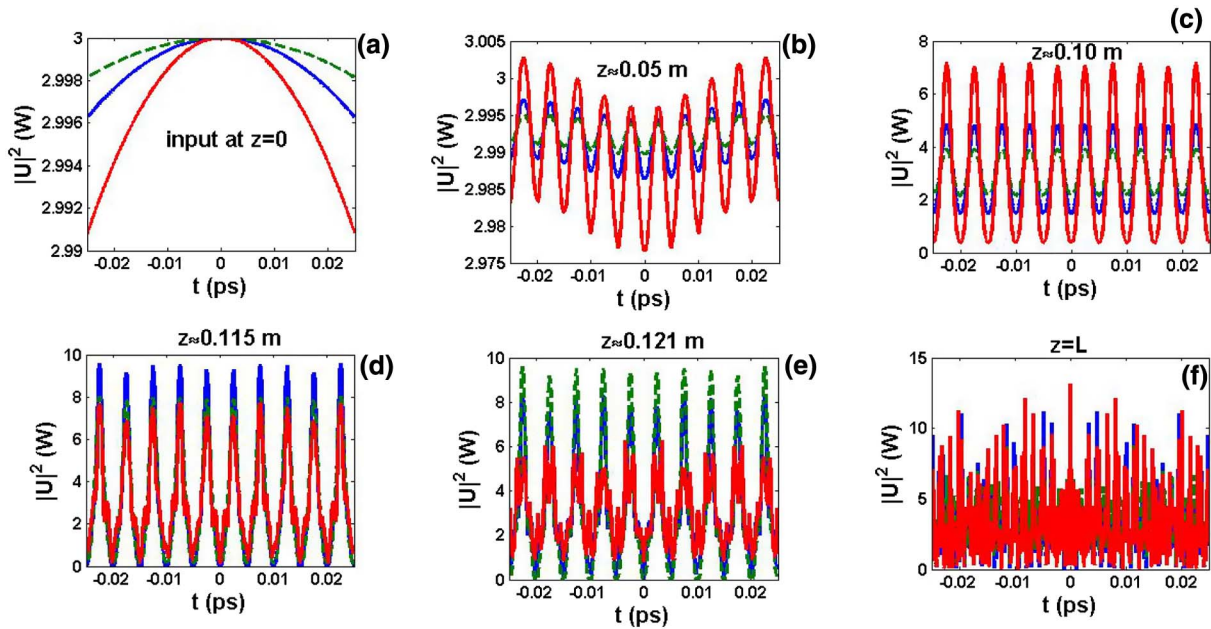 (a)
3
2.998
2.996
2.994
2.992
2.99
|U|² (W)
input at z=0
-0.02 -0.01 0 0.01 0.02
t (ps)
(b)
3.005
3
2.995
2.99
2.985
2.98
2.975
|U|² (W)
z≈0.05 m
-0.02 -0.01 0 0.01 0.02
t (ps)
(c)
8
6
4
2
0
|U|² (W)
z≈0.10 m
-0.02 -0.01 0 0.01 0.02
t (ps)
z≈0.115 m
(d)
10
8
6
4
2
0
|U|² (W)
-0.02 -0.01 0 0.01 0.02
t (ps)
z≈0.121 m
(e)
10
8
6
4
2
0
|U|² (W)
-0.02 -0.01 0 0.01 0.02
t (ps)
z=L
(f)
15
10
5
0
|U|² (W)
-0.02 -0.01 0 0.01 0.02
t (ps)